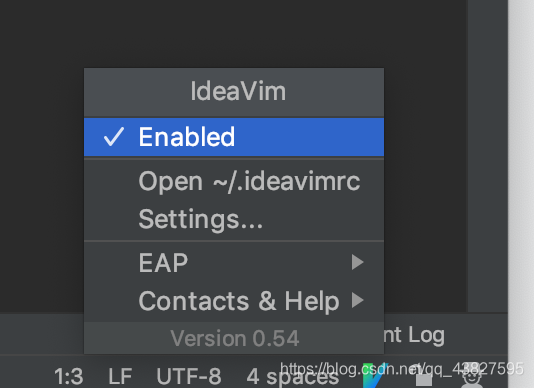 IdeaVim
Enabled
Open ~/.ideavimrc
Settings...
EAP
Contacts & Help
Version 0.54
nt Log
1:3 LF UTF-8 4 spaces
https://blog.csdn.net/qq_43827595